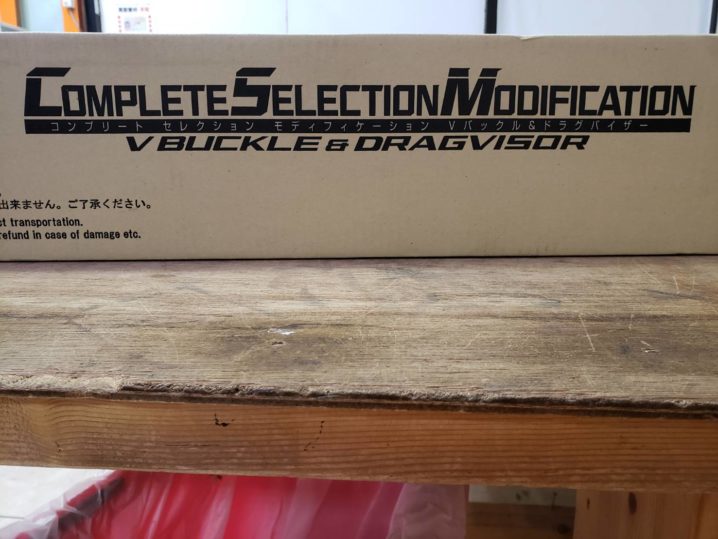 COMPLETE SELECTION MODIFICATION
コンプリート セレクション モディフィケーション Vバックル&ドラグバイザー
V BUCKLE & DRAGVISOR
出来ません。ご了承ください。
st transportation.
refund in case of damage etc.